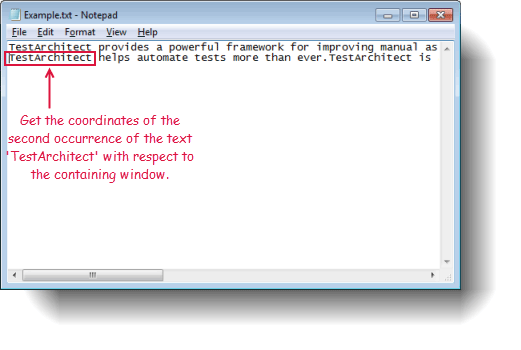 Example.txt - Notepad
File Edit Format View Help
TestArchitect provides a powerful framework for improving manual as
TestArchitect helps automate tests more than ever.TestArchitect is
Get the coordinates of the
second occurrence of the text
'TestArchitect' with respect to
the containing window.